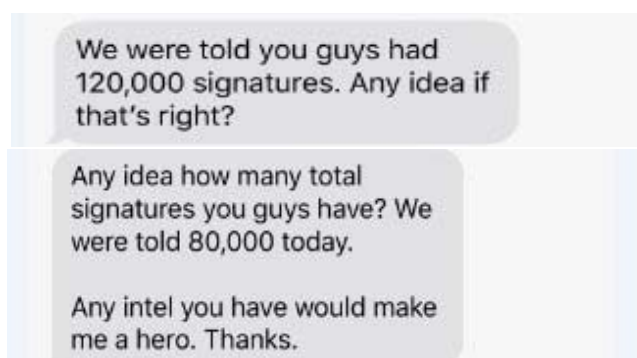 We were told you guys had
120,000 signatures. Any idea if
that's right?
Any idea how many total
signatures you guys have? We
were told 80,000 today.
Any intel you have would make
me a hero. Thanks.